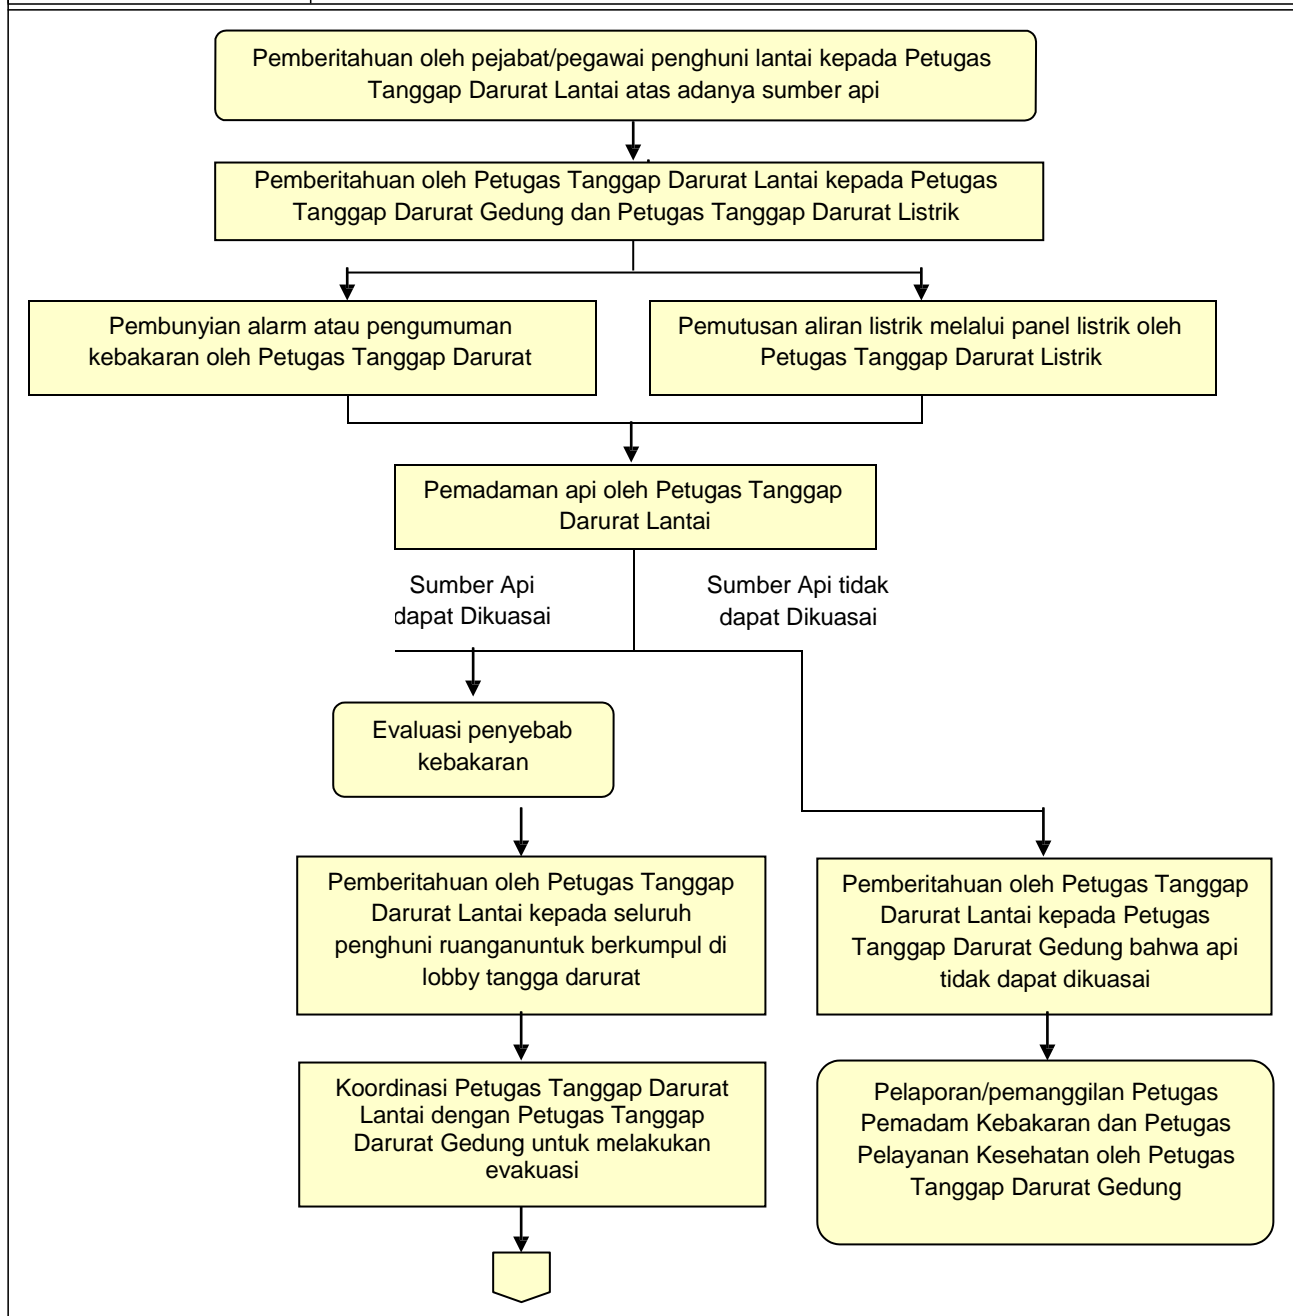 Pemberitahuan oleh pejabat/pegawai penghuni lantai kepada Petugas
Tanggap Darurat Lantai atas adanya sumber api
Pemberitahuan oleh Petugas Tanggap Darurat Lantai kepada Petugas
Tanggap Darurat Gedung dan Petugas Tanggap Darurat Listrik
Pembunyian alarm atau pengumuman
kebakaran oleh Petugas Tanggap Darurat
Pemutusan aliran listrik melalui panel listrik oleh
Petugas Tanggap Darurat Listrik
Pemadaman api oleh Petugas Tanggap
Darurat Lantai
Sumber Api
dapat Dikuasai
Sumber Api tidak
dapat Dikuasai
Evaluasi penyebab
kebakaran
Pemberitahuan oleh Petugas Tanggap
Darurat Lantai kepada seluruh
penghuni ruanganuntuk berkumpul di
lobby tangga darurat
Pemberitahuan oleh Petugas Tanggap
Darurat Lantai kepada Petugas
Tanggap Darurat Gedung bahwa api
tidak dapat dikuasai
Koordinasi Petugas Tanggap Darurat
Lantai dengan Petugas Tanggap
Darurat Gedung untuk melakukan
evakuasi
Pelaporan/pemanggilan Petugas
Pemadam Kebakaran dan Petugas
Pelayanan Kesehatan oleh Petugas
Tanggap Darurat Gedung